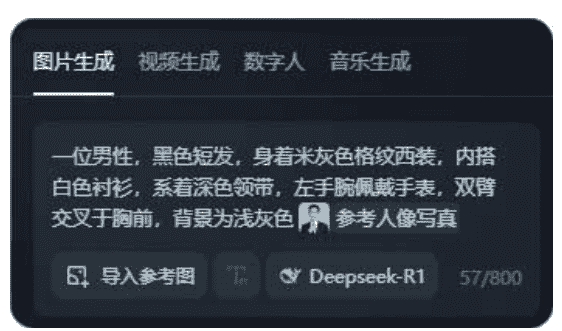 图片生成 视频生成 数字人 音乐生成
一位男性，黑色短发，身着米灰色格纹西装，内搭
白色衬衫，系着深色领带，左手腕佩戴手表，双臂
交叉于胸前，背景为浅灰色 参考人像写真
导入参考图 Deepseek-R1 57/800